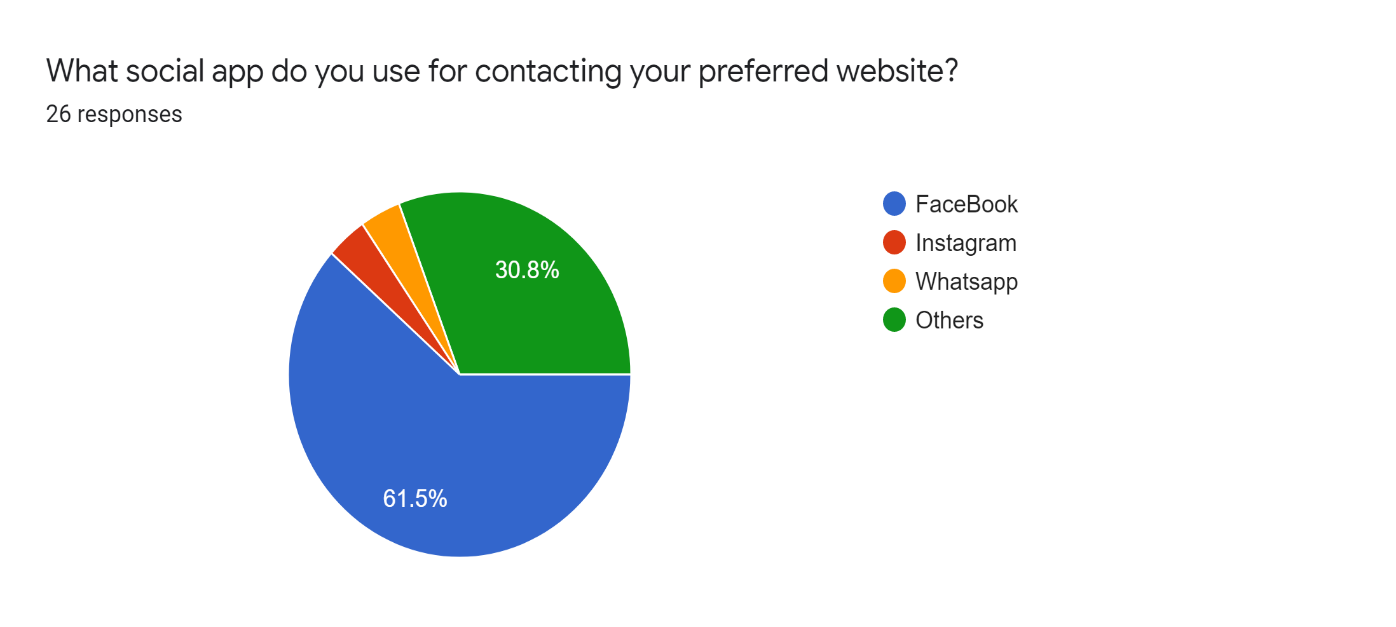 What social app do you use for contacting your preferred website?
26 responses
FaceBook
Instagram
Whatsapp
Others
30.8%
61.5%